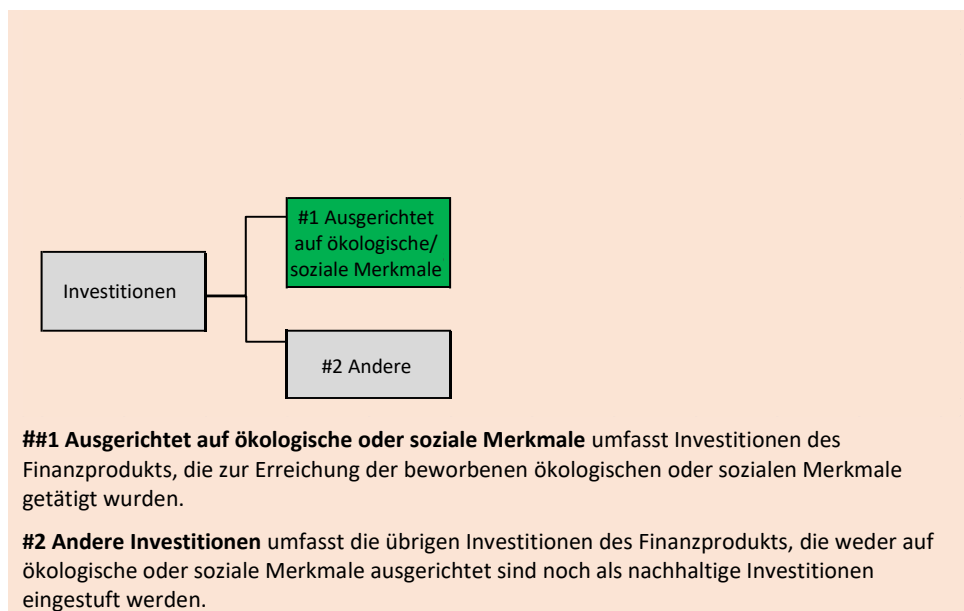 #1 Ausgerichtet
auf ökologische/
soziale Merkmale
Investitionen
#2 Andere
##1 Ausgerichtet auf ökologische oder soziale Merkmale umfasst Investitionen des
Finanzprodukts, die zur Erreichung der beworbenen ökologischen oder sozialen Merkmale
getätigt wurden.
#2 Andere Investitionen umfasst die übrigen Investitionen des Finanzprodukts, die weder auf
ökologische oder soziale Merkmale ausgerichtet sind noch als nachhaltige Investitionen
eingestuft werden.